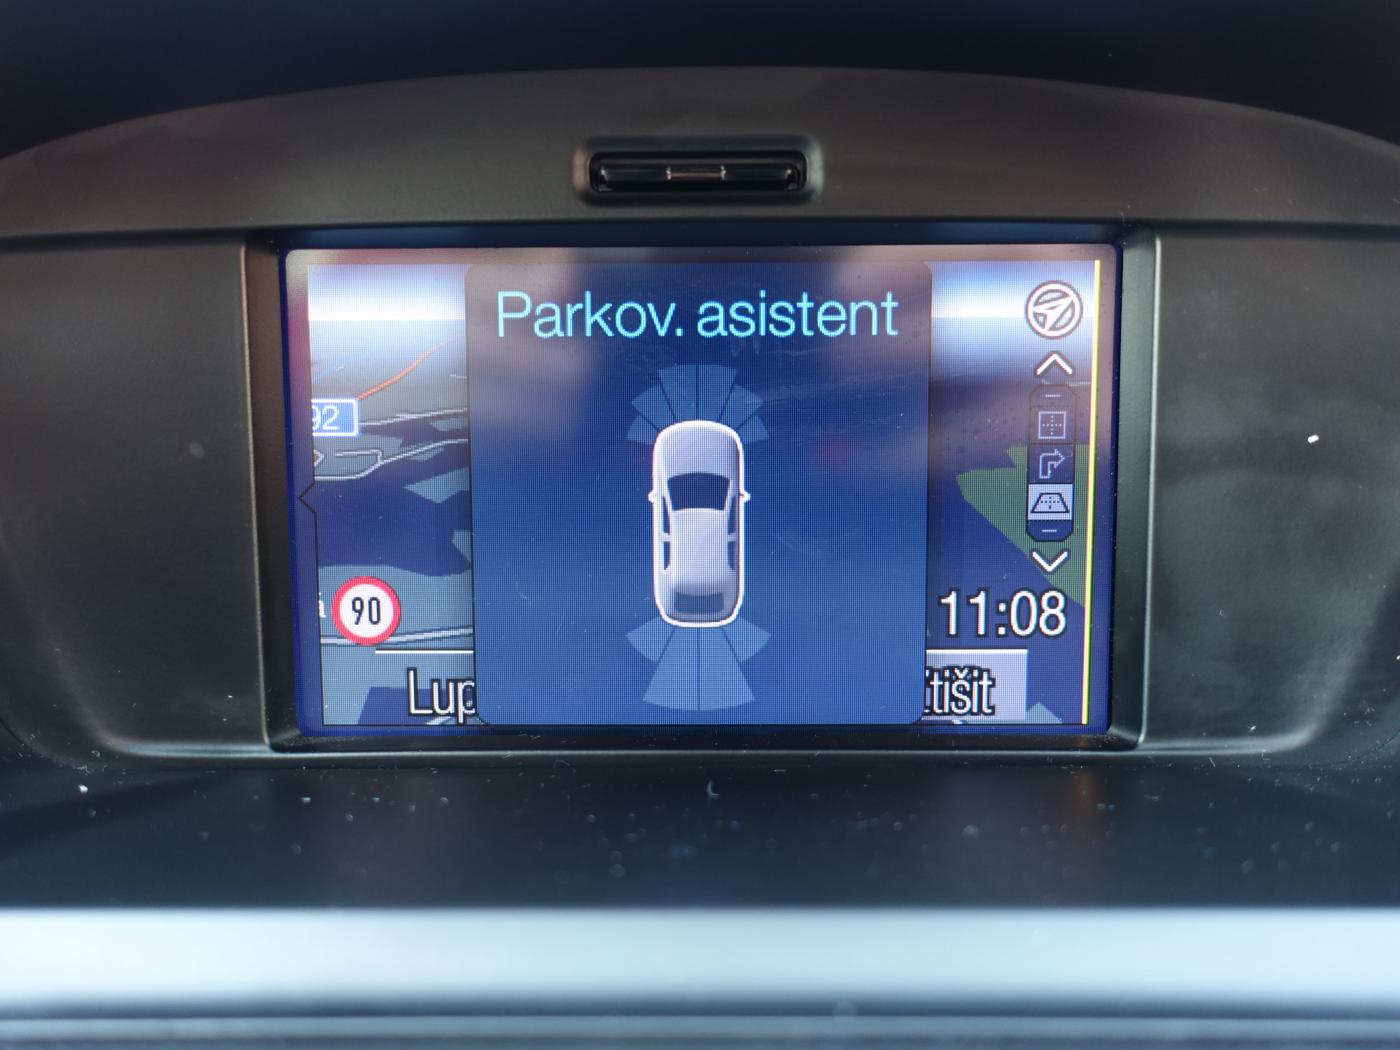 Parkov. asistent
92
90
11:08
Lup
tišit